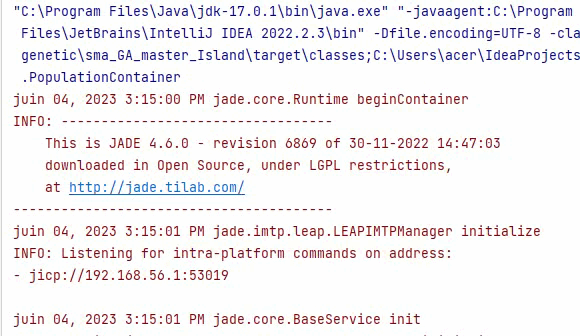 "C:\Program Files\Java\jdk-17.0.1\bin\java.exe" "-javaagent:C:\Program
Files\JetBrains\IntelliJ IDEA 2022.2.3\bin" -Dfile.encoding=UTF-8 -cla
genetic\sma_GA_master_Island\target\classes;C:\Users\acer\IdeaProjects
.PopulationContainer
juin 04, 2023 3:15:00 PM jade.core.Runtime beginContainer
INFO: ----------------------------------
This is JADE 4.6.0 - revision 6869 of 30-11-2022 14:47:03
downloaded in Open Source, under LGPL restrictions,
at http://jade.tilab.com/
----------------------------------------
juin 04, 2023 3:15:01 PM jade.imtp.leap.LEAPIMTPManager initialize
INFO: Listening for intra-platform commands on address:
- jicp://192.168.56.1:53019
juin 04, 2023 3:15:01 PM jade.core.BaseService init